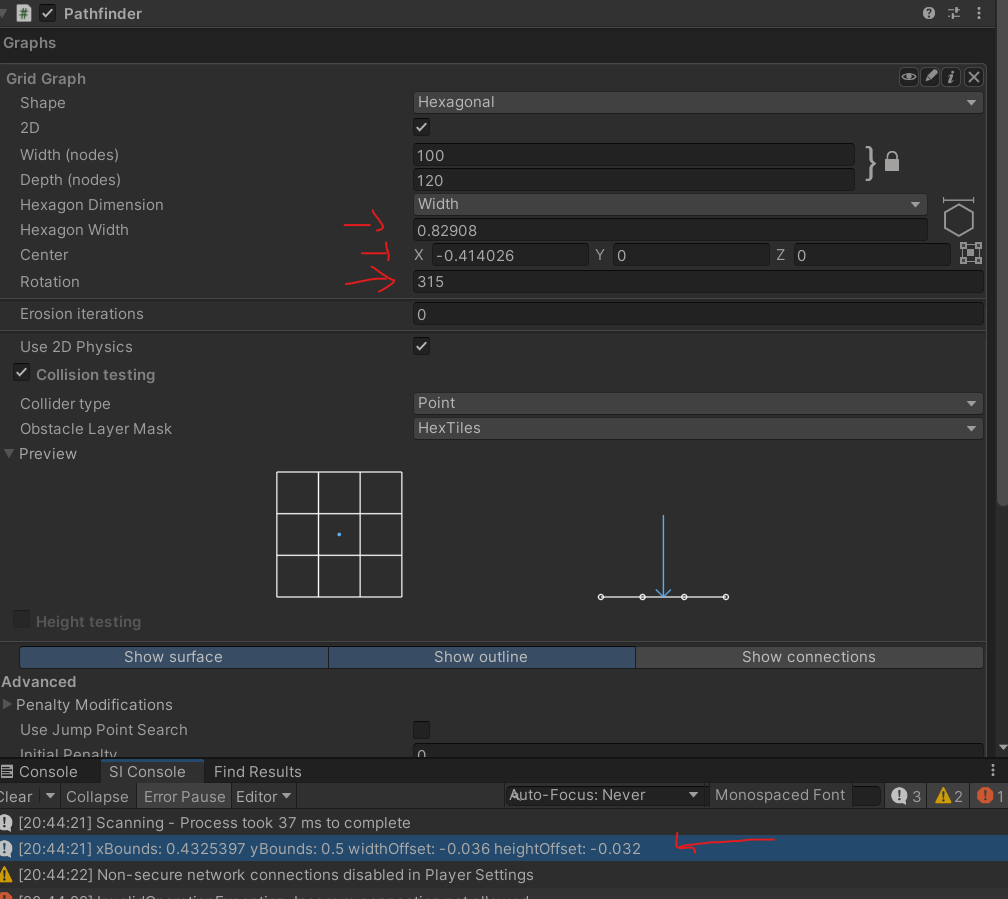 Pathfinder
Graphs
Grid Graph
Shape Hexagonal
2D
Width (nodes) 100
Depth (nodes) 120
Hexagon Dimension Width
Hexagon Width 0.82908
Center X -0.414026 Y 0 Z 0
Rotation 315
Erosion iterations 0
Use 2D Physics
Collision testing
Collider type Point
Obstacle Layer Mask HexTiles
Preview
Height testing
Show surface Show outline Show connections
Advanced
Penalty Modifications
Use Jump Point Search
Initial Penalty 0
Console SI Console Find Results
Clear Collapse Error Pause Editor Auto-Focus: Never Monospaced Font 3 2 1
[20:44:21] Scanning - Process took 37 ms to complete
[20:44:21] xBounds: 0.4325397 yBounds: 0.5 widthOffset: -0.036 heightOffset: -0.032
[20:44:22] Non-secure network connections disabled in Player Settings